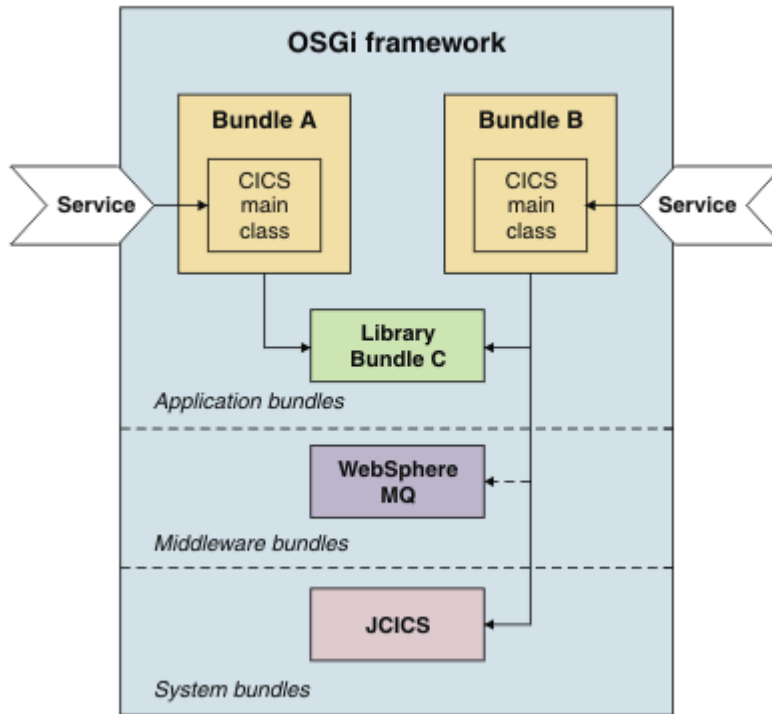 OSGi framework
Bundle A
Bundle B
CICS
main
class
CICS
main
class
Service
Service
Library
Bundle C
Application bundles
WebSphere
MQ
Middleware bundles
JCICS
System bundles